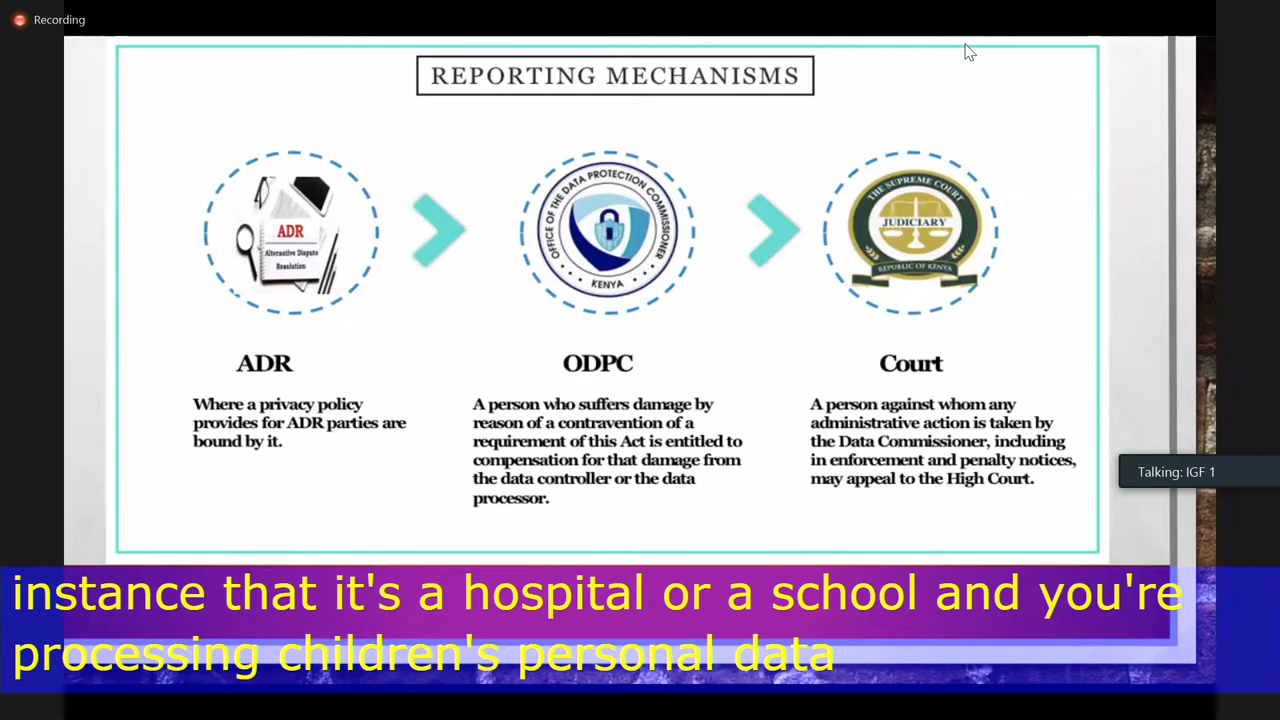 Recording
REPORTING MECHANISMS
ADR
Alternative Dispute
Resolution
OFFICE OF THE DATA PROTECTION COMMISSIONER
KENYA
THE SUPREME COURT
JUDICIARY
REPUBLIC OF KENYA
ADR
Where a privacy policy
provides for ADR parties are
bound by it.
ODPC
A person who suffers damage by
reason of a contravention of a
requirement of this Act is entitled to
compensation for that damage from
the data controller or the data
processor.
Court
A person against whom any
administrative action is taken by
the Data Commissioner, including
in enforcement and penalty notices,
may appeal to the High Court.
Talking: IGF 1
instance that it's a hospital or a school and you're
processing children's personal data